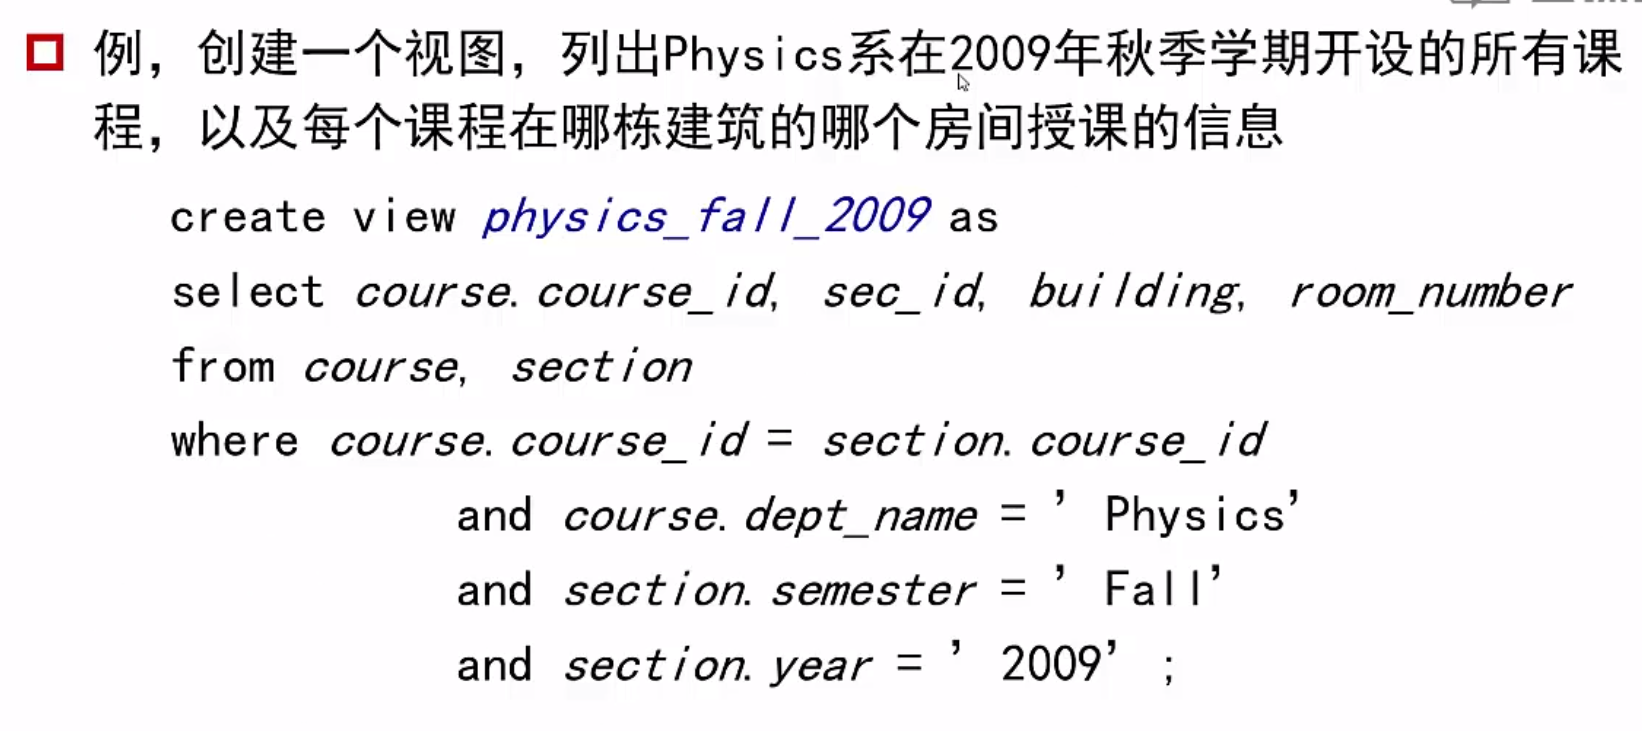 例，创建一个视图，列出Physics系在2009年秋季学期开设的所有课
程，以及每个课程在哪栋建筑的哪个房间授课的信息
create view physics_fall_2009 as
select course.course_id, sec_id, building, room_number
from course, section
where course.course_id = section.course_id
and course.dept_name = ’Physics’
and section.semester = ’Fall’
and section.year = ’2009’ ;